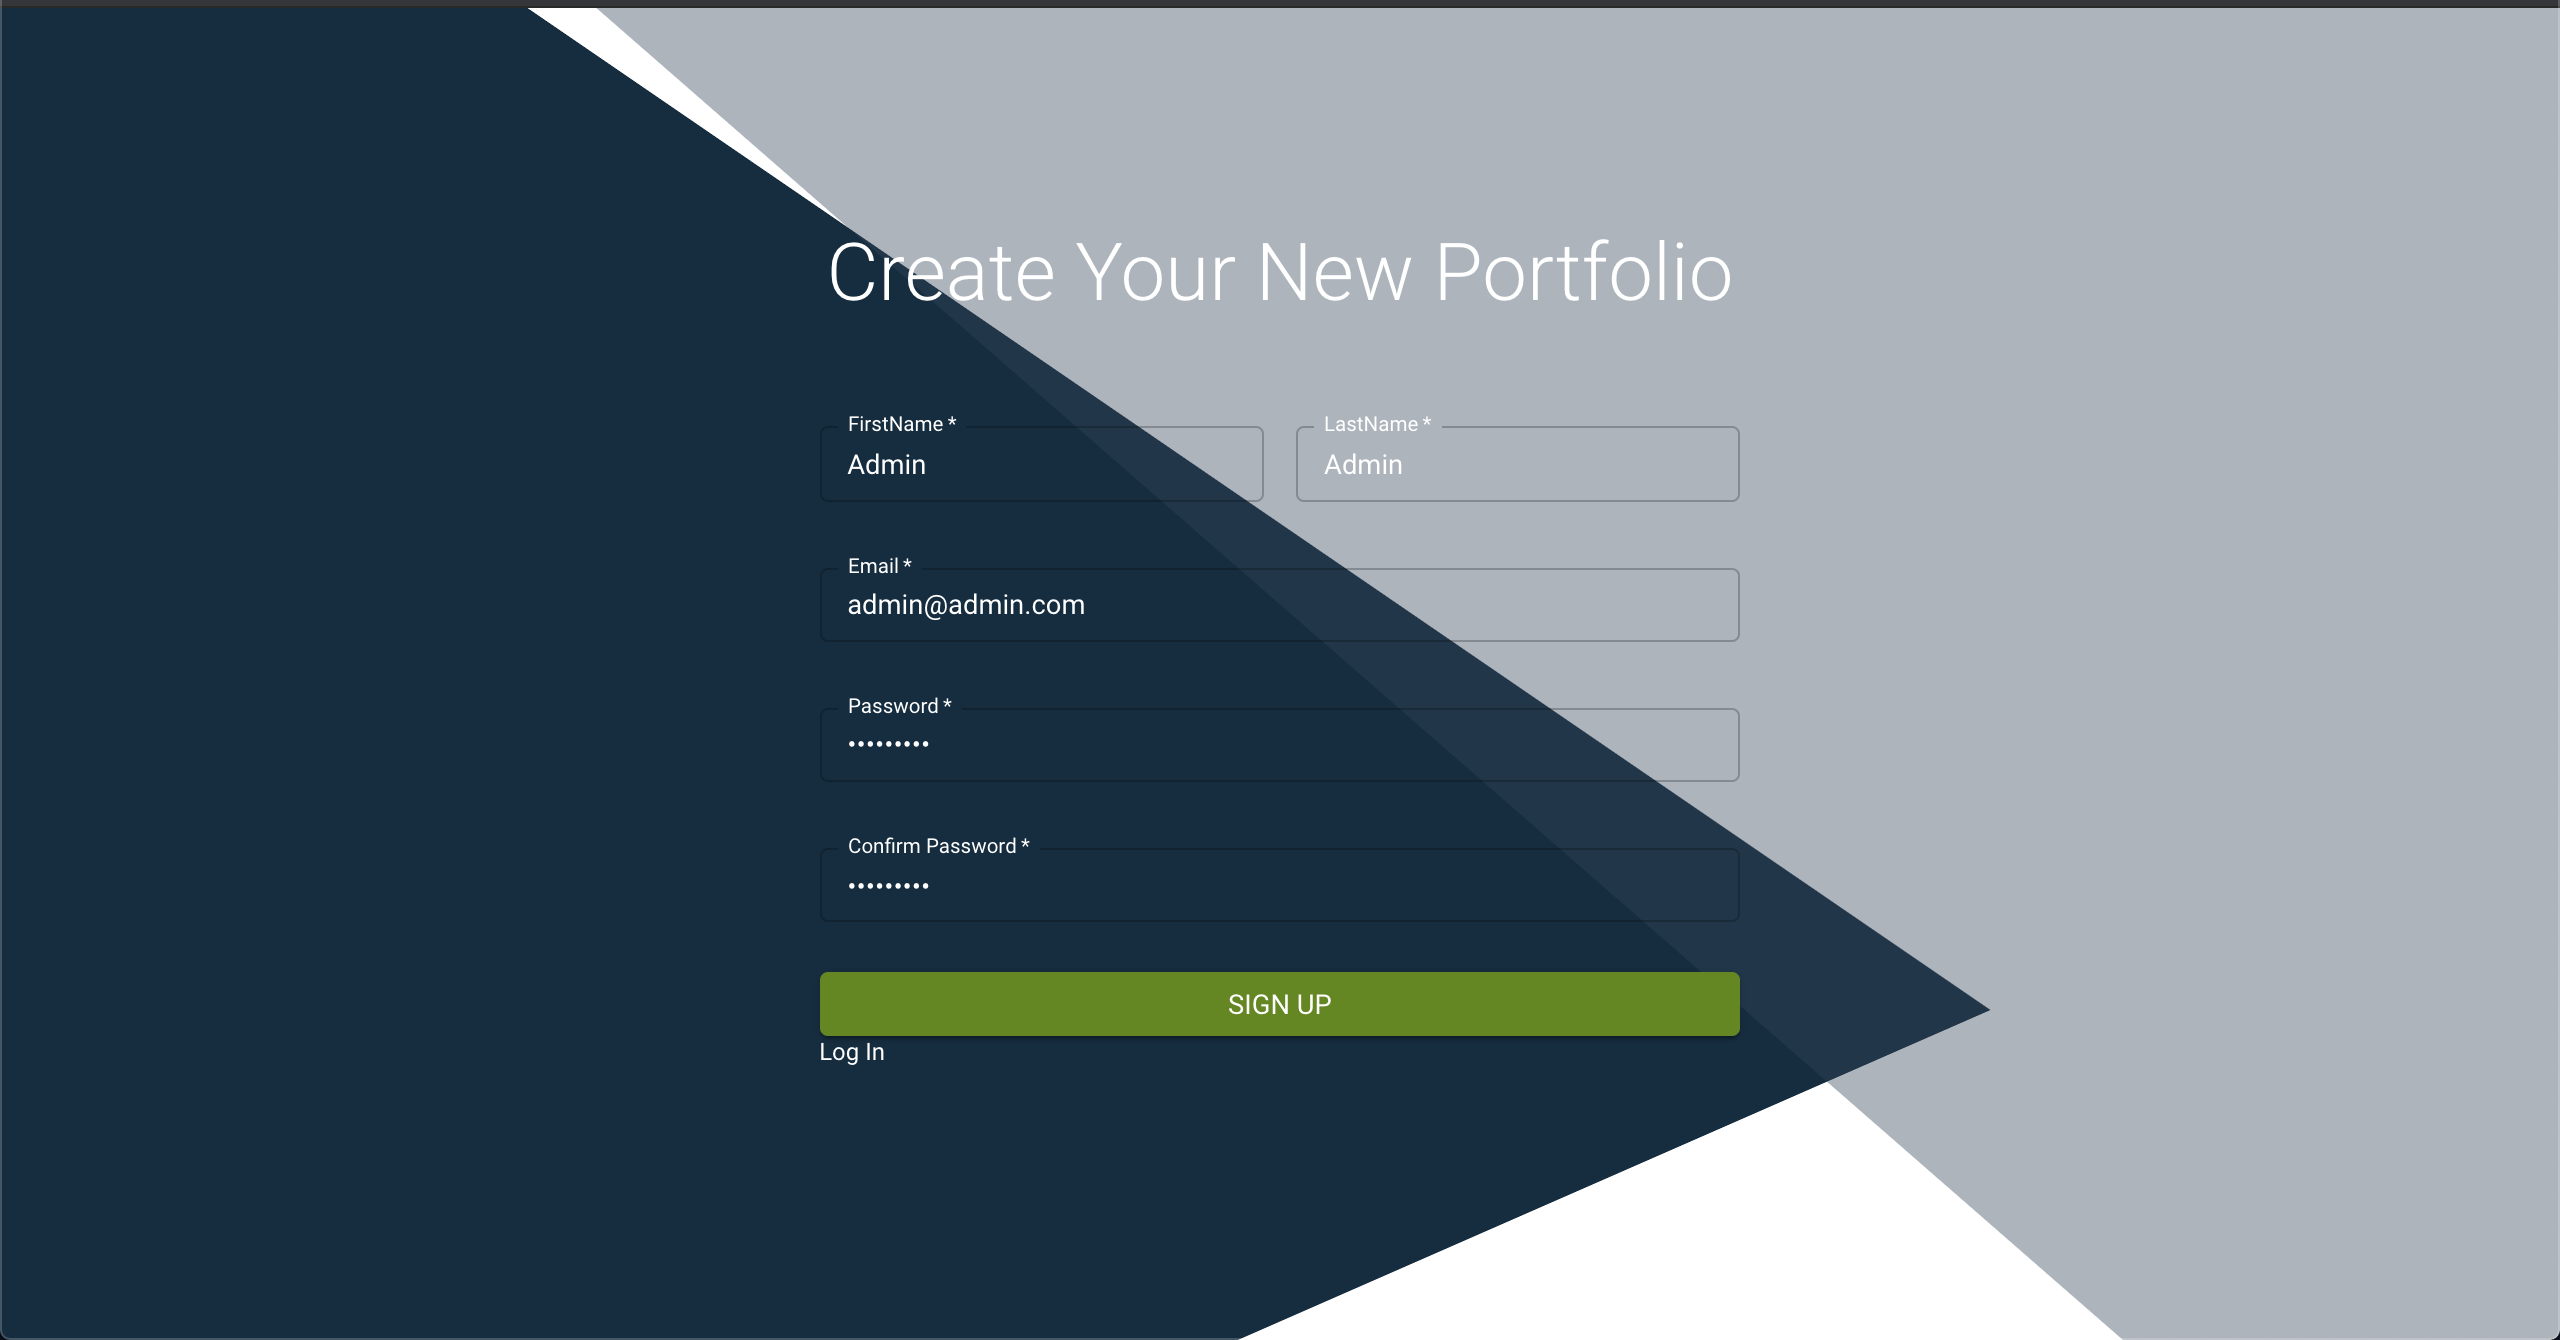 Create Your New Portfolio
FirstName *
LastName *
Admin
Admin
Email *
admin@admin.com
Password *
•••••••••
Confirm Password *
•••••••••
SIGN UP
Log In